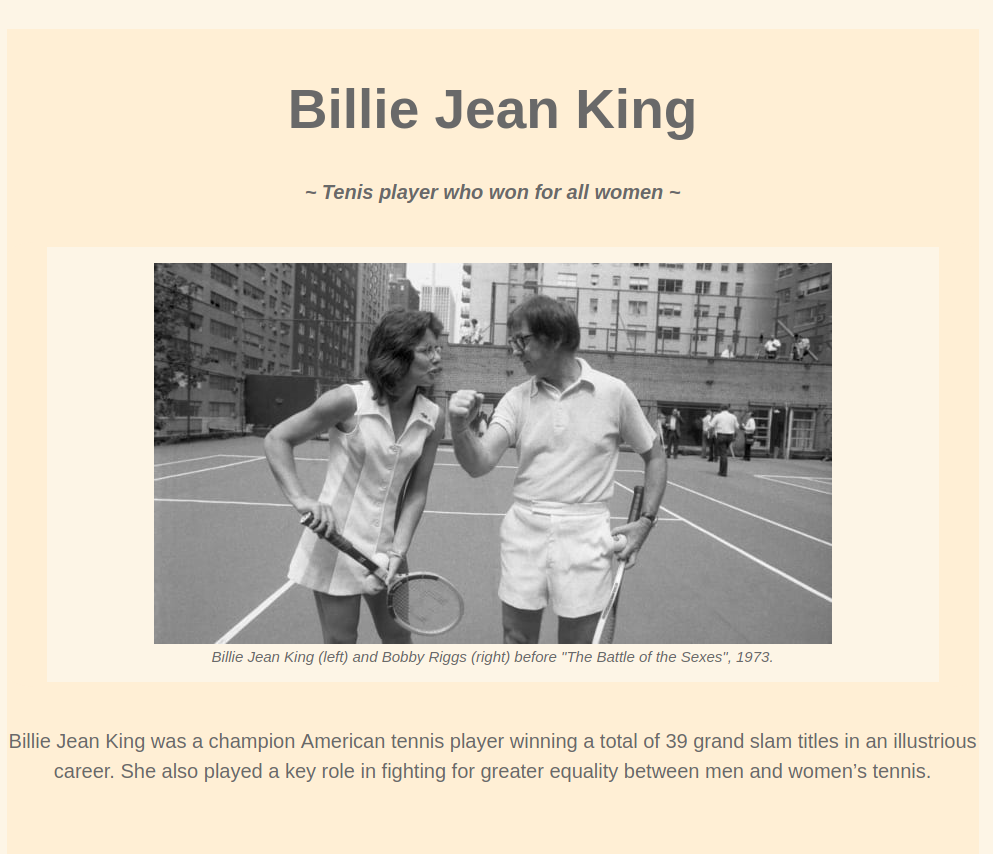 Billie Jean King
~ Tenis player who won for all women ~
Billie Jean King (left) and Bobby Riggs (right) before "The Battle of the Sexes", 1973.
Billie Jean King was a champion American tennis player winning a total of 39 grand slam titles in an illustrious
career. She also played a key role in fighting for greater equality between men and women’s tennis.